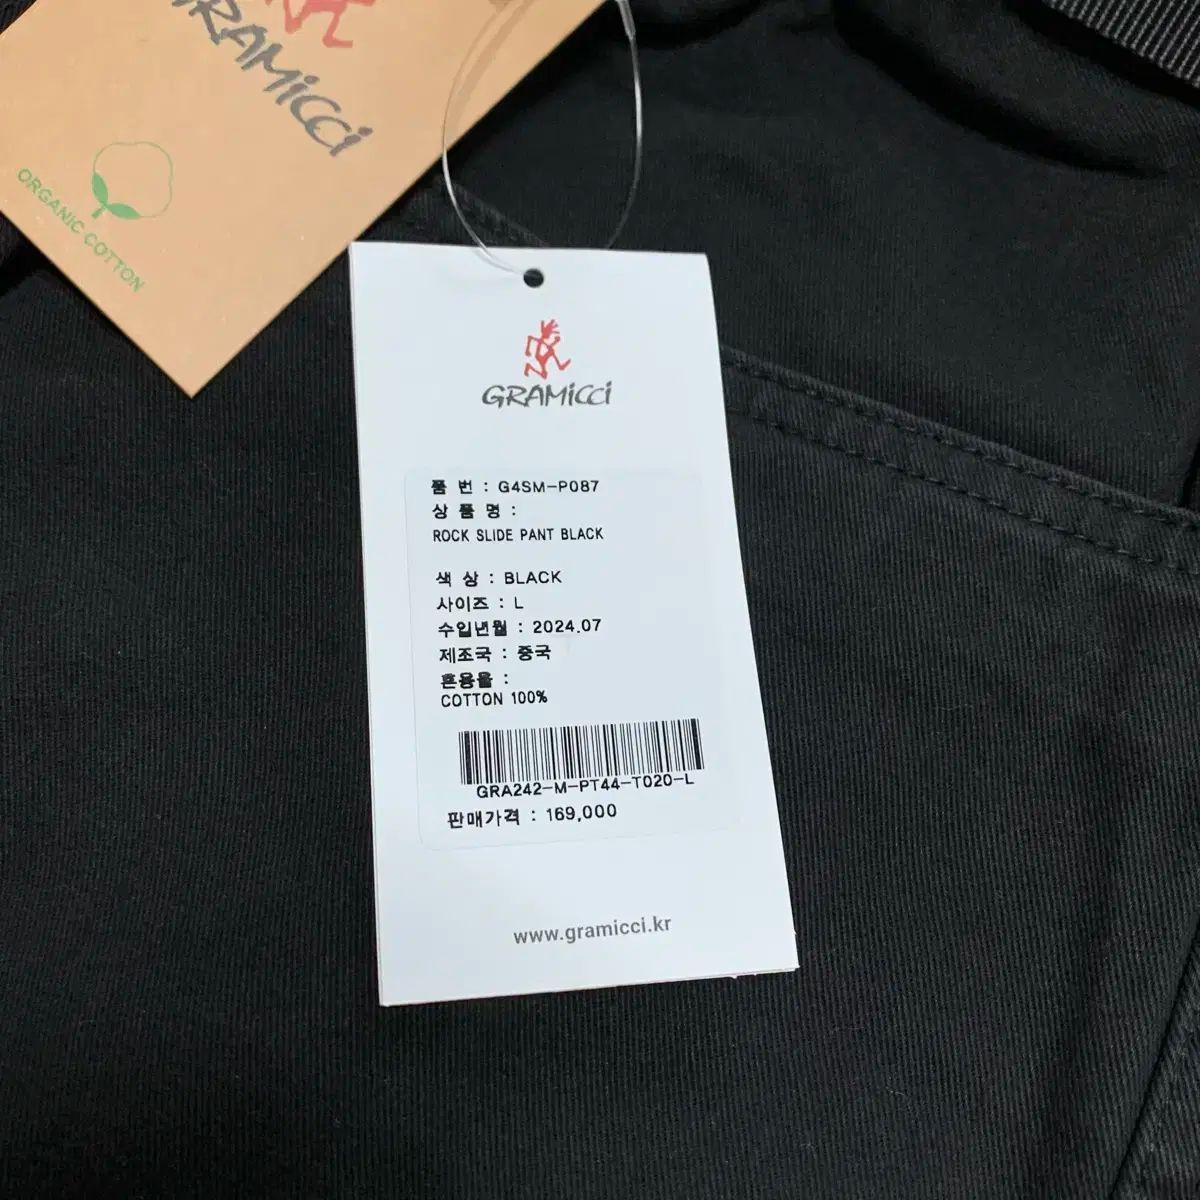 GRAMicci
ORGANIC COTTON
GRAMicci
품 번 : G4SM-P087
상 품 명 :
ROCK SLIDE PANT BLACK
색 상 : BLACK
사이즈 : L
수입년월 : 2024.07
제조국 : 중국
혼용율 :
COTTON 100%
GRA242-M-PT44-T020-L
판매가격 : 169,000
www.gramicci.kr